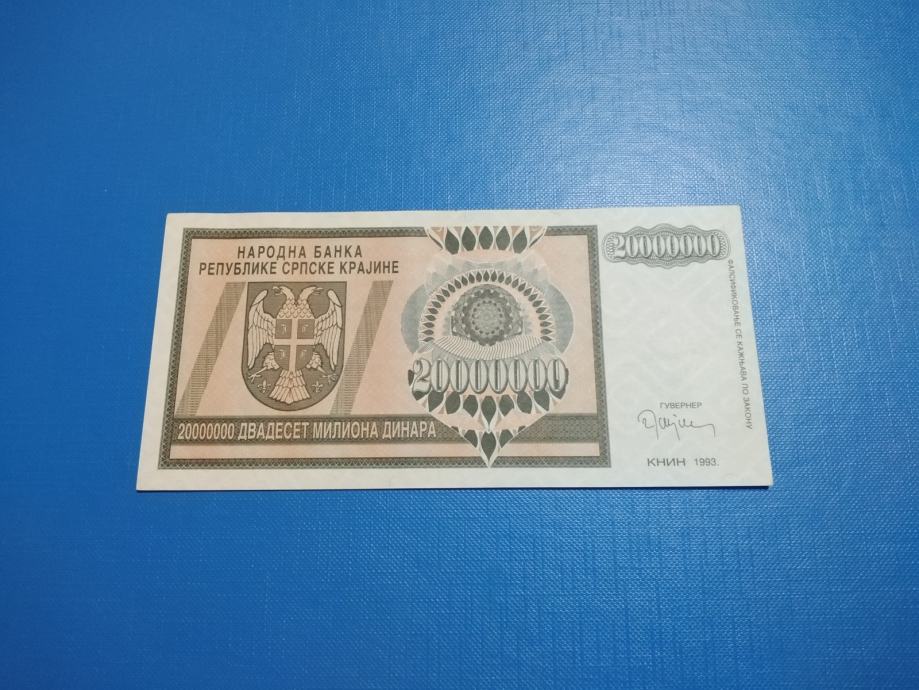 НАРОДНА БАНКА
РЕПУБЛИКЕ СРПСКЕ КРАЈИНЕ
20000000
20000000
20000000 ДВАДЕСЕТ МИЛИОНА ДИНАРА
ГУВЕРНЕР
КНИН 1993.
ФАЛСИФИКОВАЊЕ СЕ КАЖЊАВА ПО ЗАКОНУ